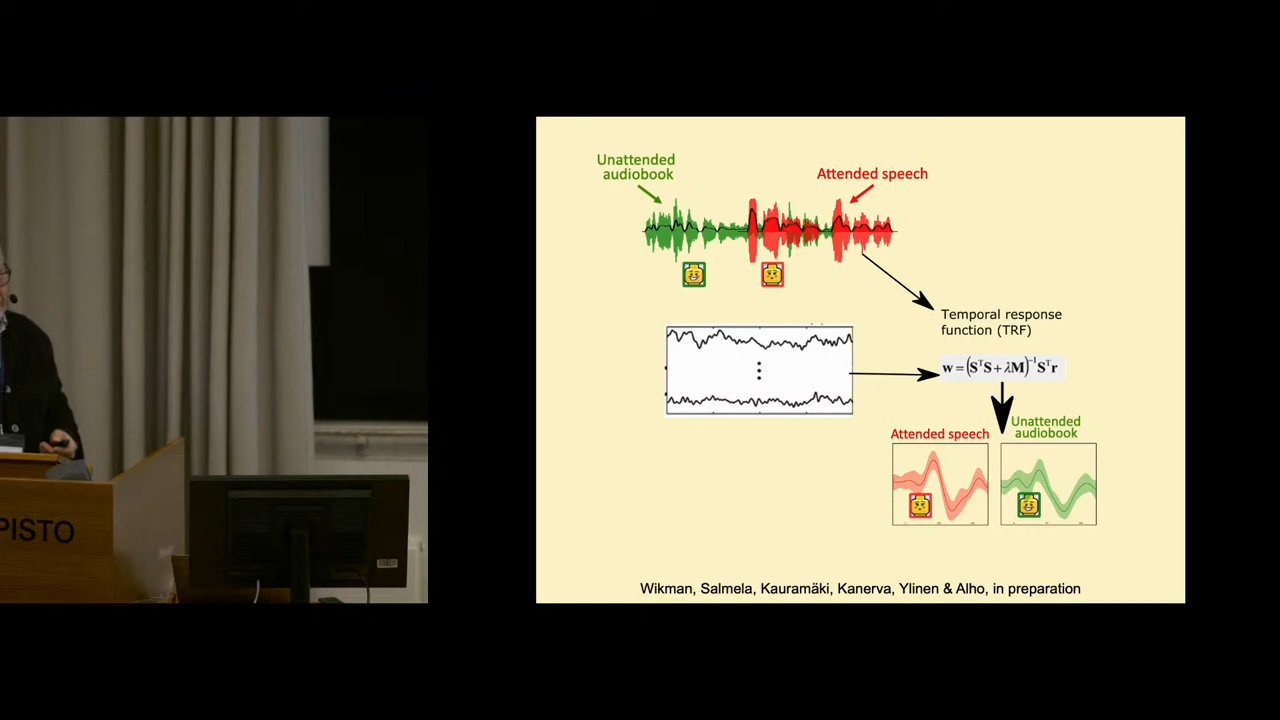 Unattended
audiobook
Attended speech
Temporal response
function (TRF)
w = (SᵀS + λM)⁻¹Sᵀr
Attended speech
Unattended
audiobook
PISTO
Wikman, Salmela, Kauramäki, Kanerva, Ylinen & Alho, in preparation